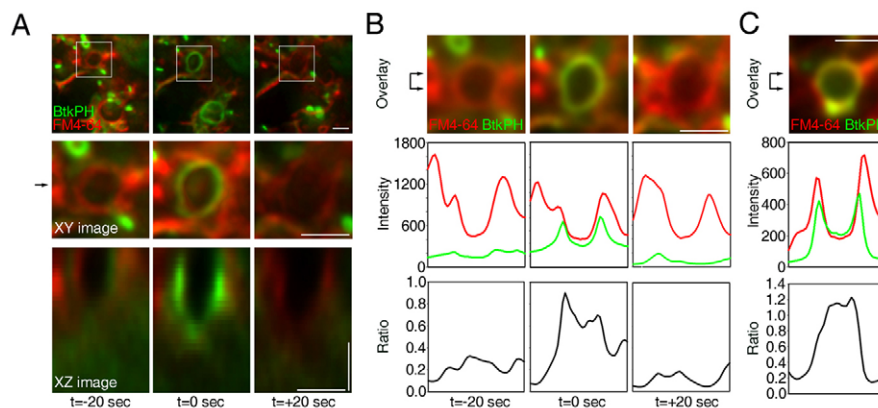 A
B
C
BtkPH
FM4-64
XY image
XZ image
t=-20 sec
t=0 sec
t=+20 sec
Overlay
FM4-64 BtkPH
Intensity
1800
1200
600
0
Ratio
1.0
0.8
0.6
0.4
0.2
0.0
t=-20 sec
t=0 sec
t=+20 sec
Overlay
FM4-64 BtkP
Intensity
800
600
400
200
0
Ratio
1.4
1.2
1.0
0.8
0.6
0.4
0.2
0.0